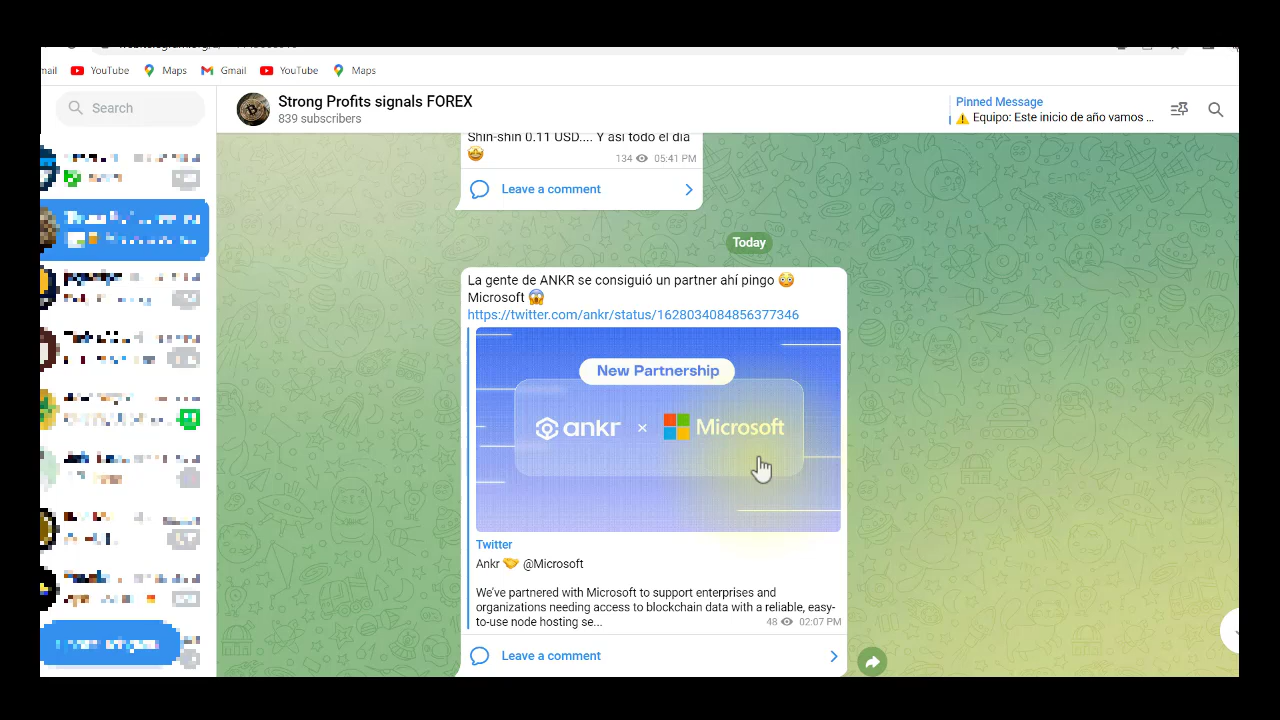 mail YouTube Maps Gmail YouTube Maps
Search
Strong Profits signals FOREX
839 subscribers
Pinned Message
⚠️ Equipo: Este inicio de año vamos ...
Shin-shin 0.11 USD.... Y así todo el día
🤩
134 05:41 PM
Leave a comment
Today
La gente de ANKR se consiguió un partner ahí pingo 😳
Microsoft 😱
https://twitter.com/ankr/status/1628034084856377346
New Partnership
ankr × Microsoft
Twitter
Ankr 🤝 @Microsoft
We've partnered with Microsoft to support enterprises and
organizations needing access to blockchain data with a reliable, easy-
to-use node hosting se...
48 02:07 PM
Leave a comment